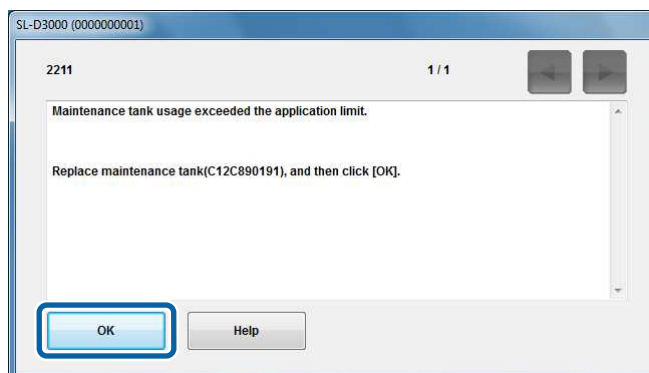 SL-D3000 (0000000001)
2211 1 / 1
Maintenance tank usage exceeded the application limit.
Replace maintenance tank(C12C890191), and then click [OK].
OK Help